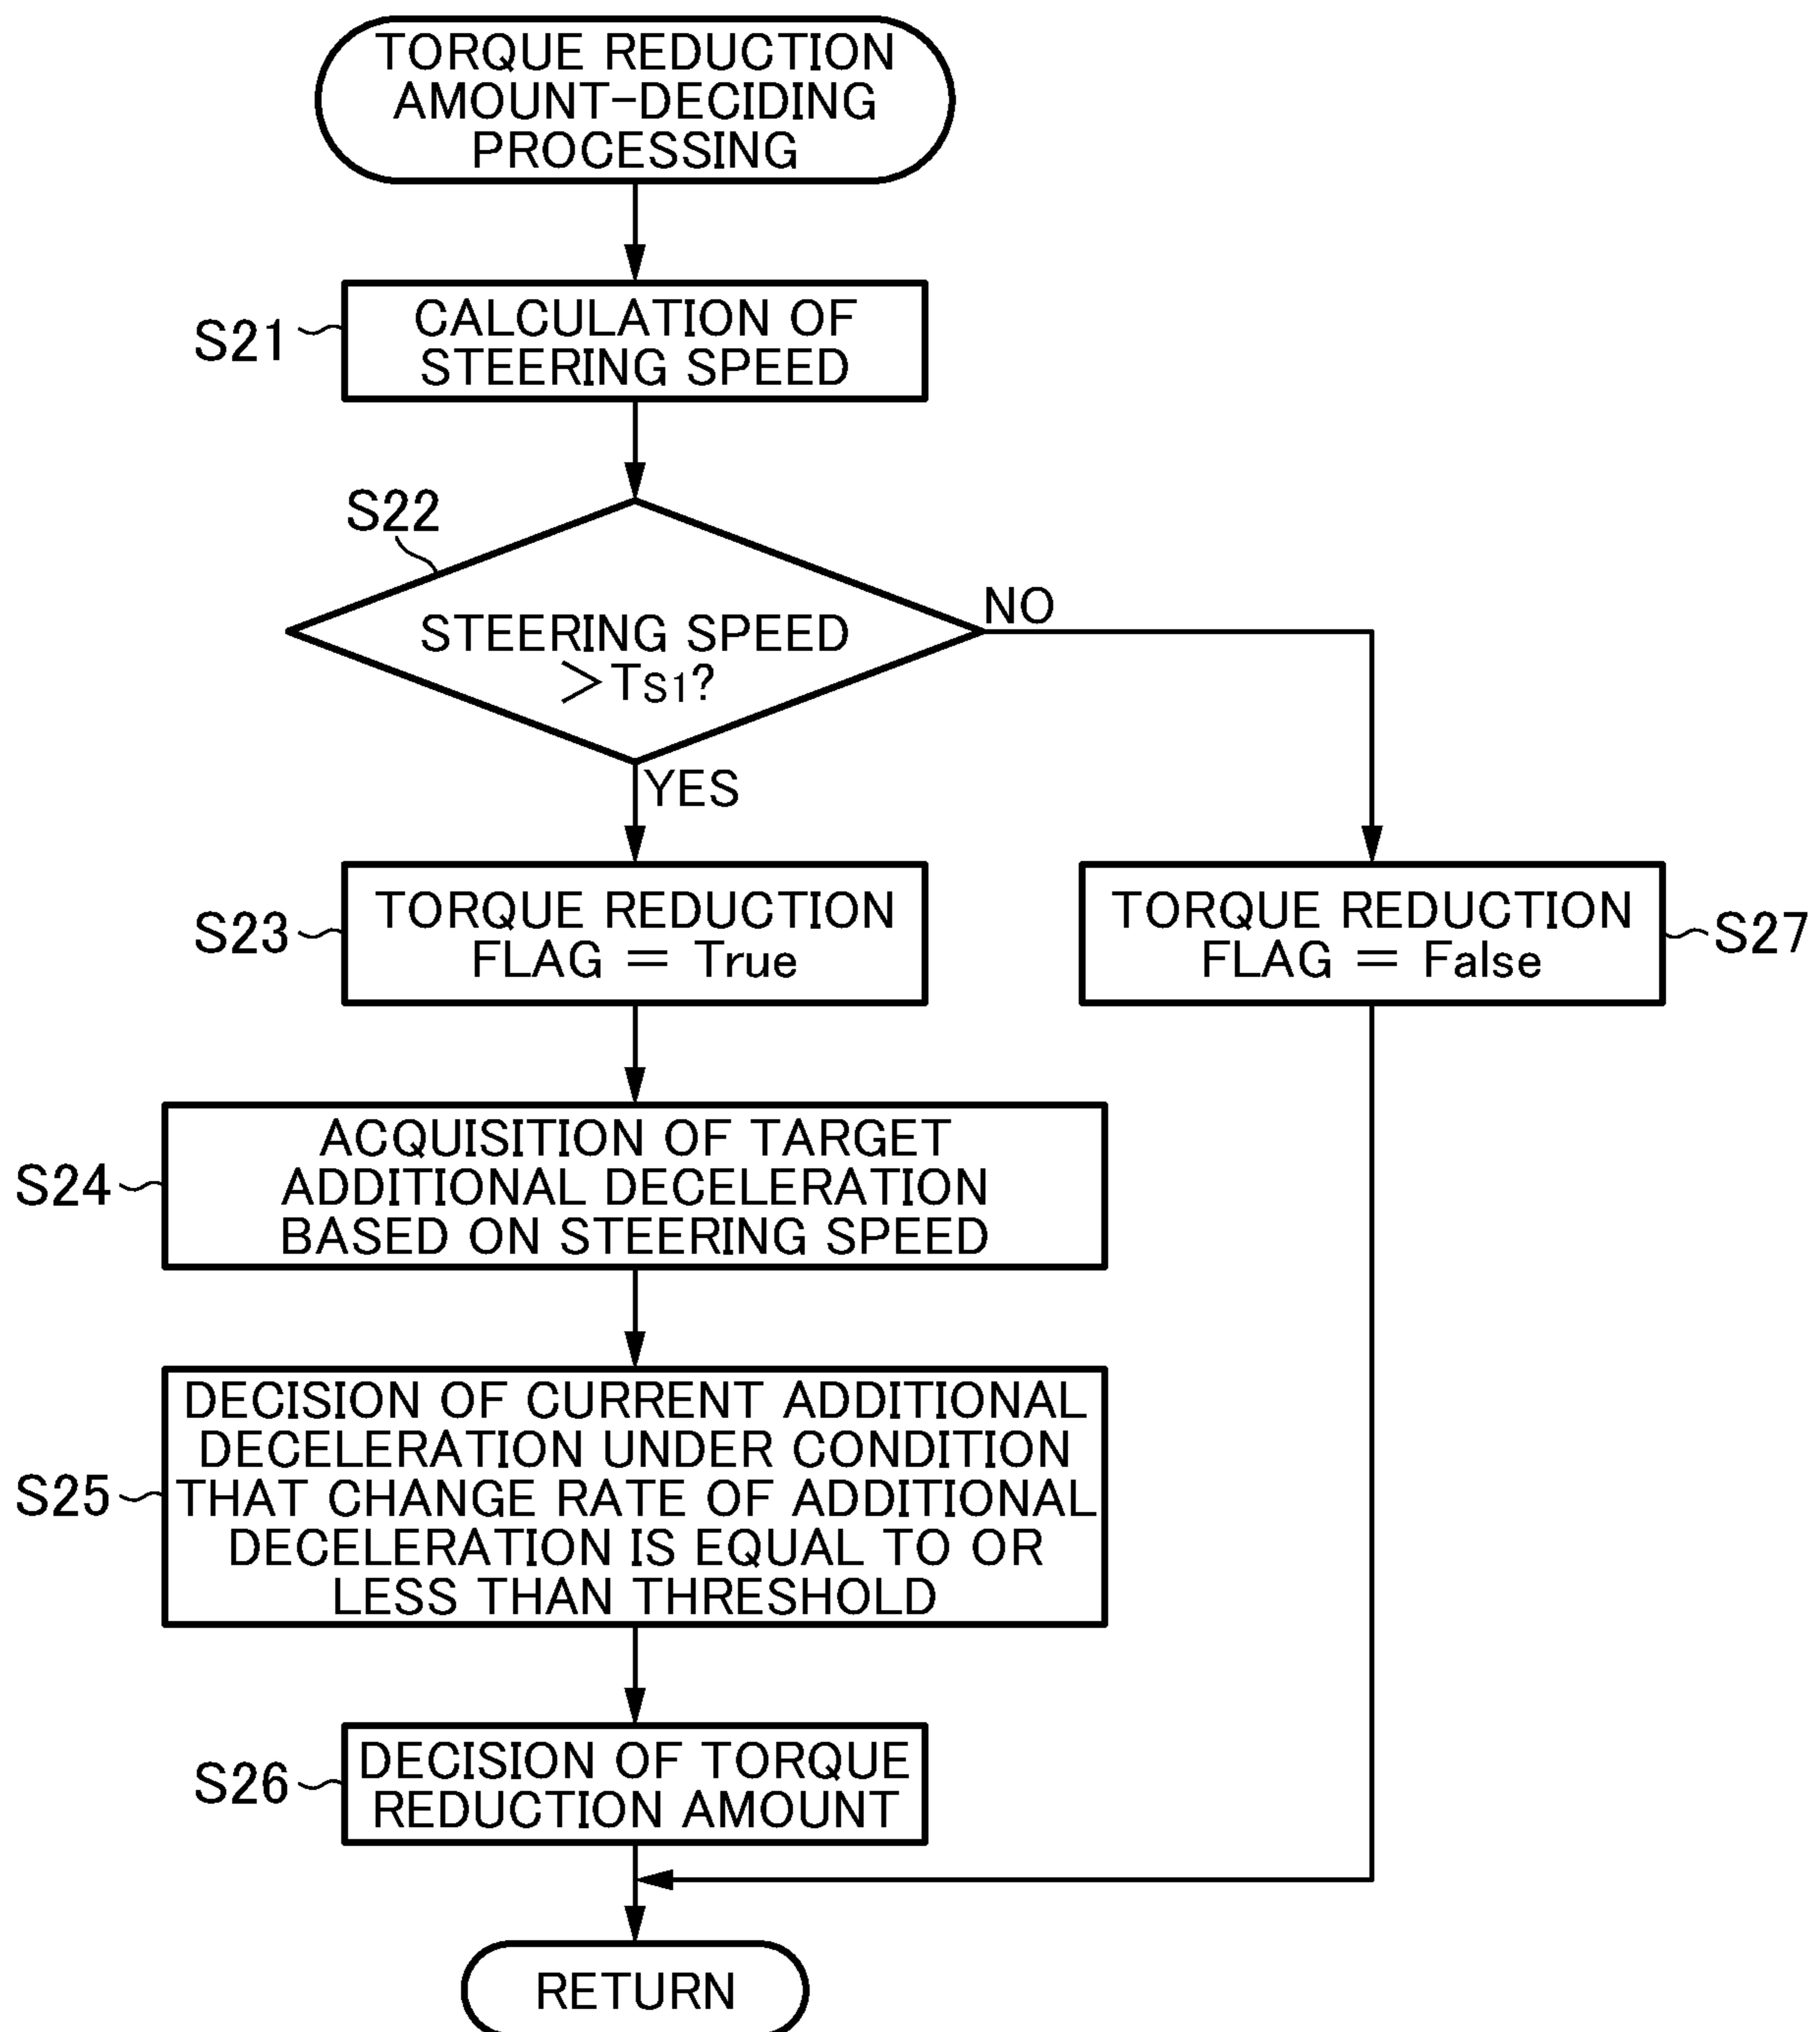 TORQUE REDUCTION
AMOUNT-DECIDING
PROCESSING
S21
CALCULATION OF
STEERING SPEED
S22
STEERING SPEED
>TS1?
NO
YES
S23
TORQUE REDUCTION
FLAG = True
TORQUE REDUCTION
FLAG = False
S27
S24
ACQUISITION OF TARGET
ADDITIONAL DECELERATION
BASED ON STEERING SPEED
S25
DECISION OF CURRENT ADDITIONAL
DECELERATION UNDER CONDITION
THAT CHANGE RATE OF ADDITIONAL
DECELERATION IS EQUAL TO OR
LESS THAN THRESHOLD
S26
DECISION OF TORQUE
REDUCTION AMOUNT
RETURN